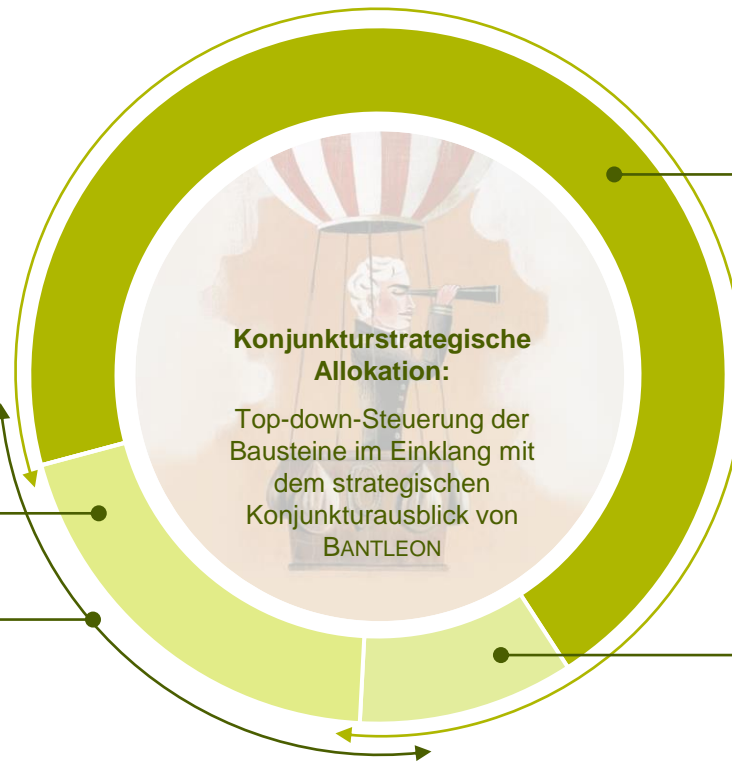 Konjunkturstrategische
Allokation:
Top-down-Steuerung der
Bausteine im Einklang mit
dem strategischen
Konjunkturausblick von
BANTLEON